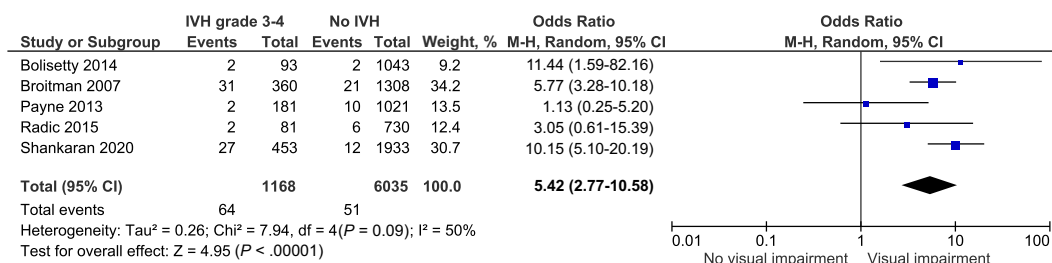 IVH grade 3-4 No IVH Odds Ratio Odds Ratio
Study or Subgroup Events Total Events Total Weight, % M-H, Random, 95% CI M-H, Random, 95% CI
Bolisetty 2014 2 93 2 1043 9.2 11.44 (1.59-82.16)
Broitman 2007 31 360 21 1308 34.2 5.77 (3.28-10.18)
Payne 2013 2 181 10 1021 13.5 1.13 (0.25-5.20)
Radic 2015 2 81 6 730 12.4 3.05 (0.61-15.39)
Shankaran 2020 27 453 12 1933 30.7 10.15 (5.10-20.19)
Total (95% CI) 1168 6035 100.0 5.42 (2.77-10.58)
Total events 64 51
Heterogeneity: Tau² = 0.26; Chi² = 7.94, df = 4(P = 0.09); I² = 50%
Test for overall effect: Z = 4.95 (P < .00001)
0.01 0.1 1 10 100
No visual impairment Visual impairment